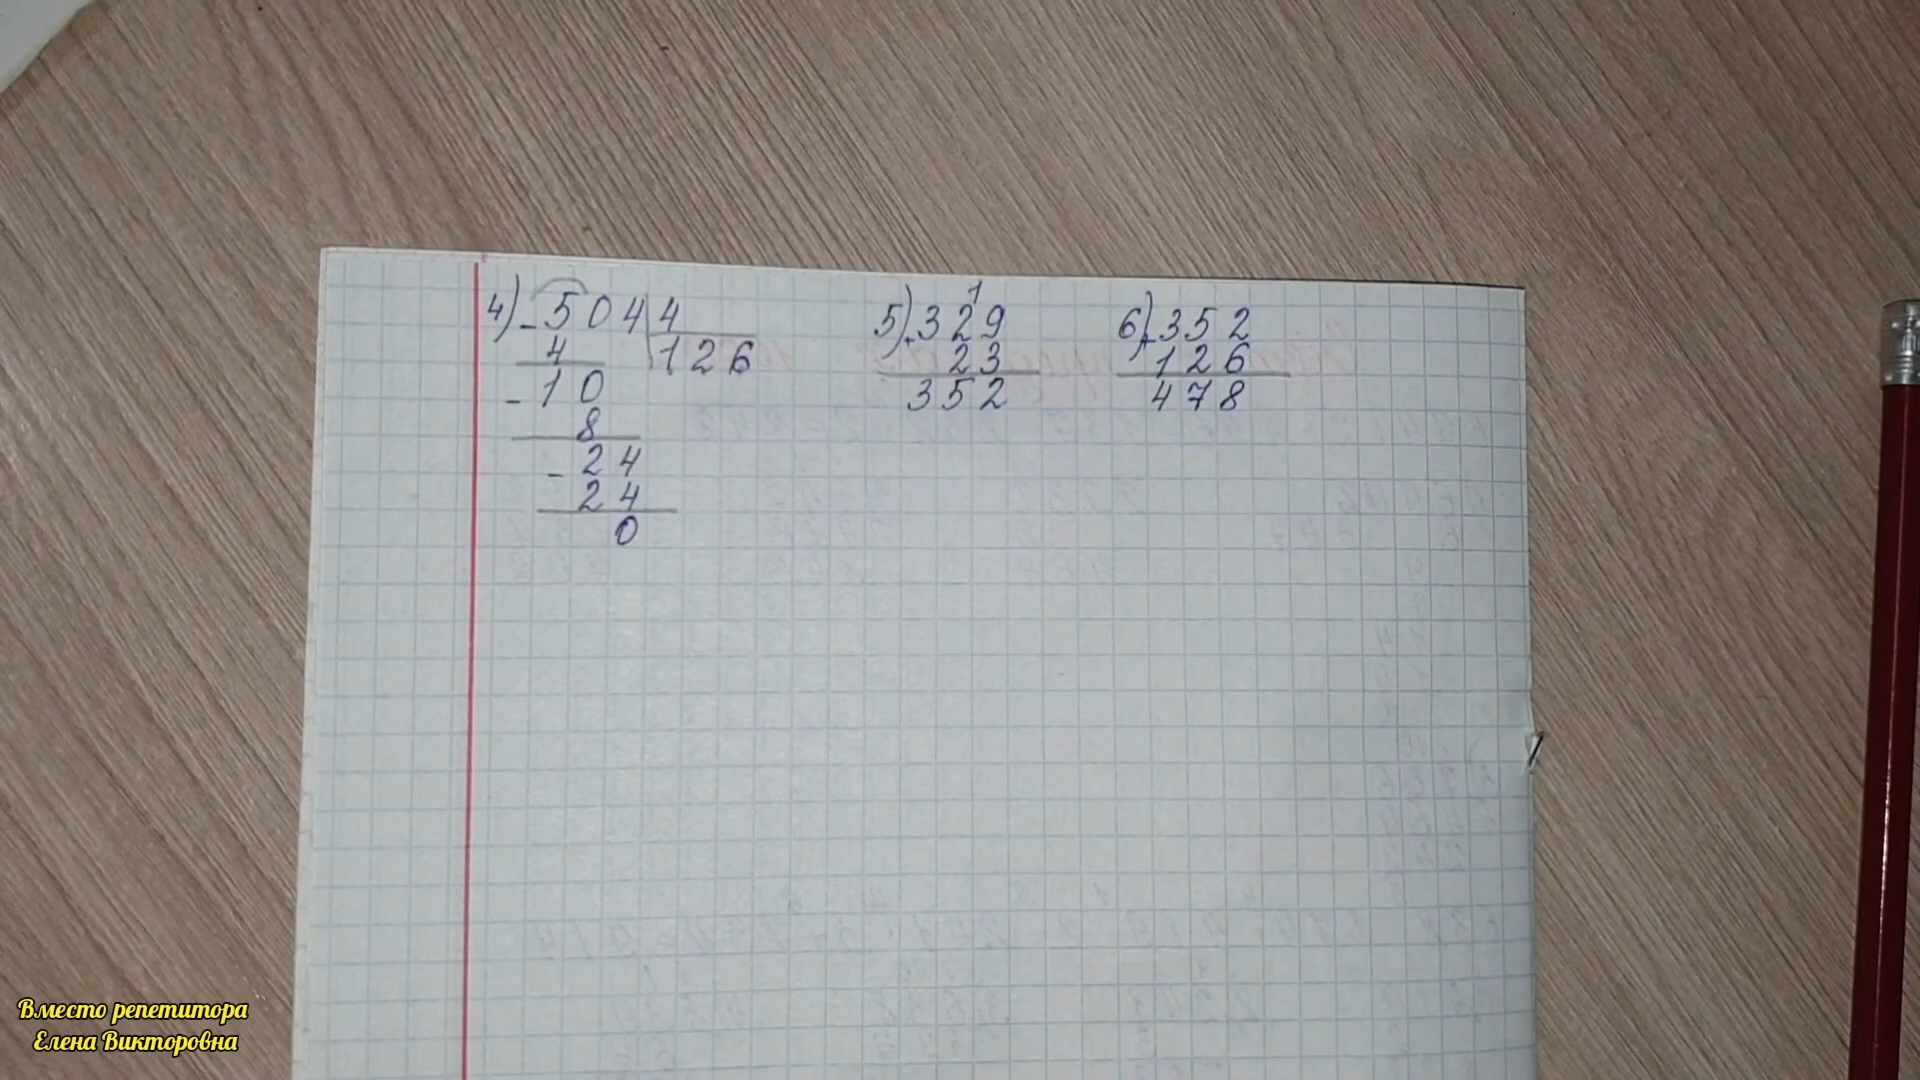 4) - 504 | 4
4 | 126
- 10
8
- 24
24
0
1
5) + 329
23
352
6) + 352
126
478
Вместо репетитора
Елена Викторовна